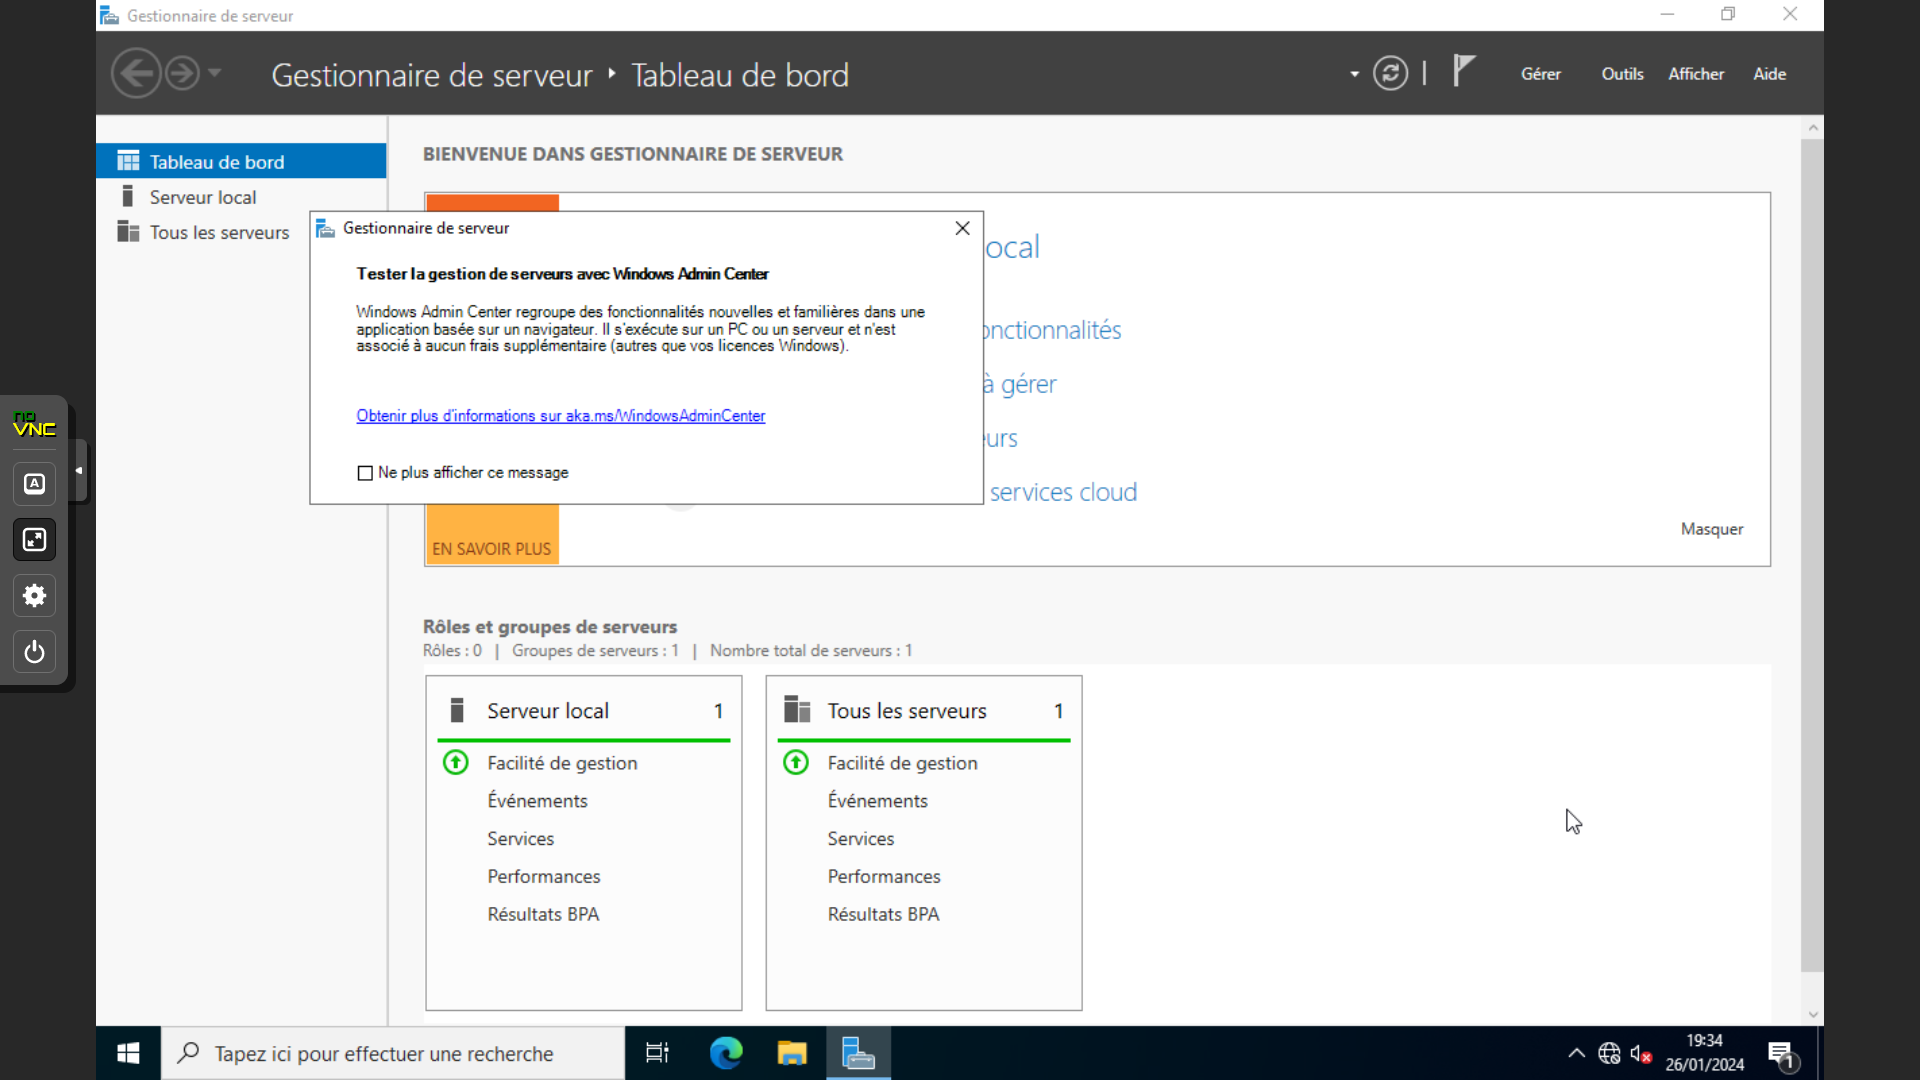 Gestionnaire de serveur
Gestionnaire de serveur ‣ Tableau de bord
Gérer
Outils
Afficher
Aide
Tableau de bord
Serveur local
Tous les serveurs
BIENVENUE DANS GESTIONNAIRE DE SERVEUR
Gestionnaire de serveur
Tester la gestion de serveurs avec Windows Admin Center
Windows Admin Center regroupe des fonctionnalités nouvelles et familières dans une
application basée sur un navigateur. Il s'exécute sur un PC ou un serveur et n'est
associé à aucun frais supplémentaire (autres que vos licences Windows).
Obtenir plus d'informations sur aka.ms/WindowsAdminCenter
Ne plus afficher ce message
à gérer
services cloud
Masquer
EN SAVOIR PLUS
Rôles et groupes de serveurs
Rôles : 0 | Groupes de serveurs : 1 | Nombre total de serveurs : 1
Serveur local 1
Facilité de gestion
Événements
Services
Performances
Résultats BPA
Tous les serveurs 1
Facilité de gestion
Événements
Services
Performances
Résultats BPA
no
VNC
A
Tapez ici pour effectuer une recherche
19:34
26/01/2024
1